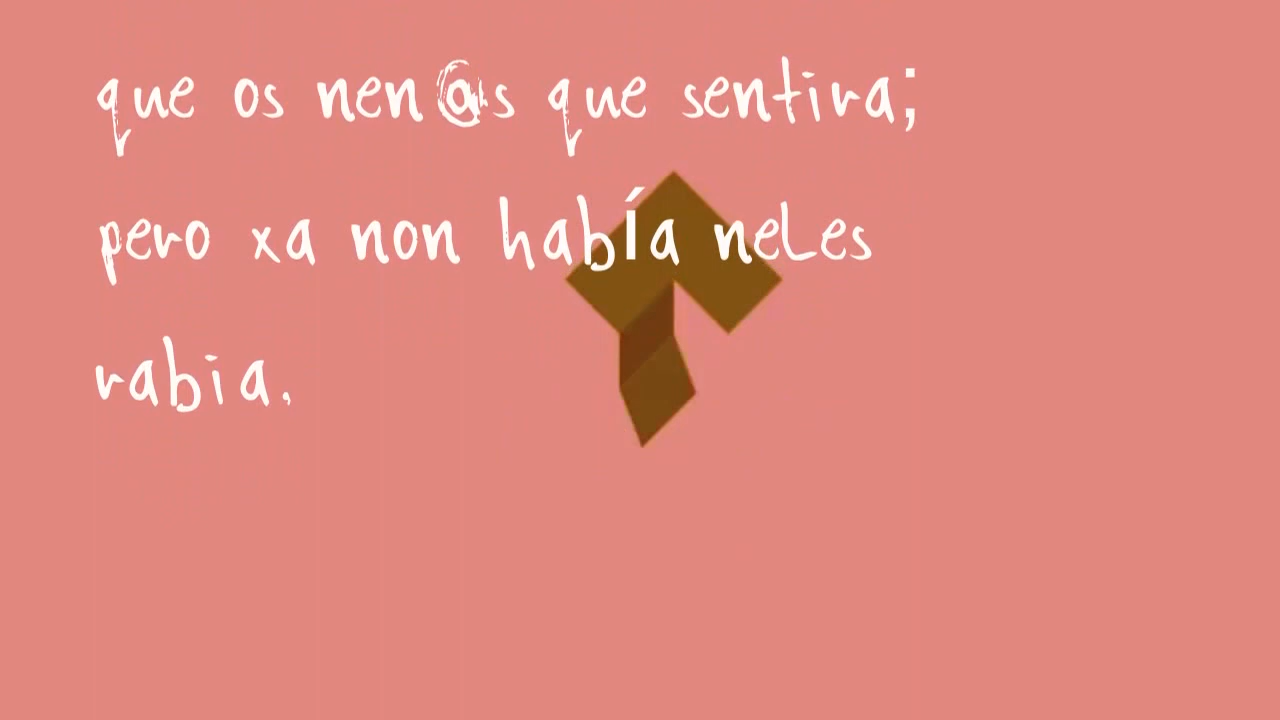 que os nen@s que sentira;
pero xa non había neles
rabia.